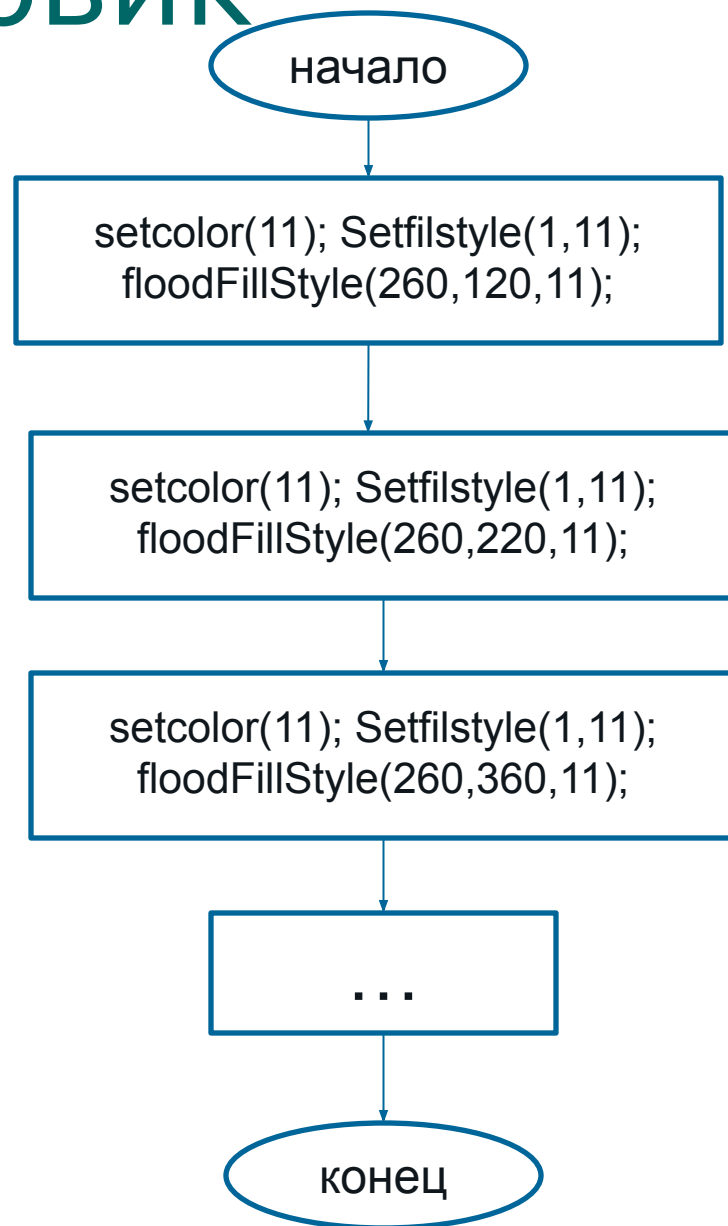 начало
setcolor(11); Setfilstyle(1,11);
floodFillStyle(260,120,11);
setcolor(11); Setfilstyle(1,11);
floodFillStyle(260,220,11);
setcolor(11); Setfilstyle(1,11);
floodFillStyle(260,360,11);
...
конец